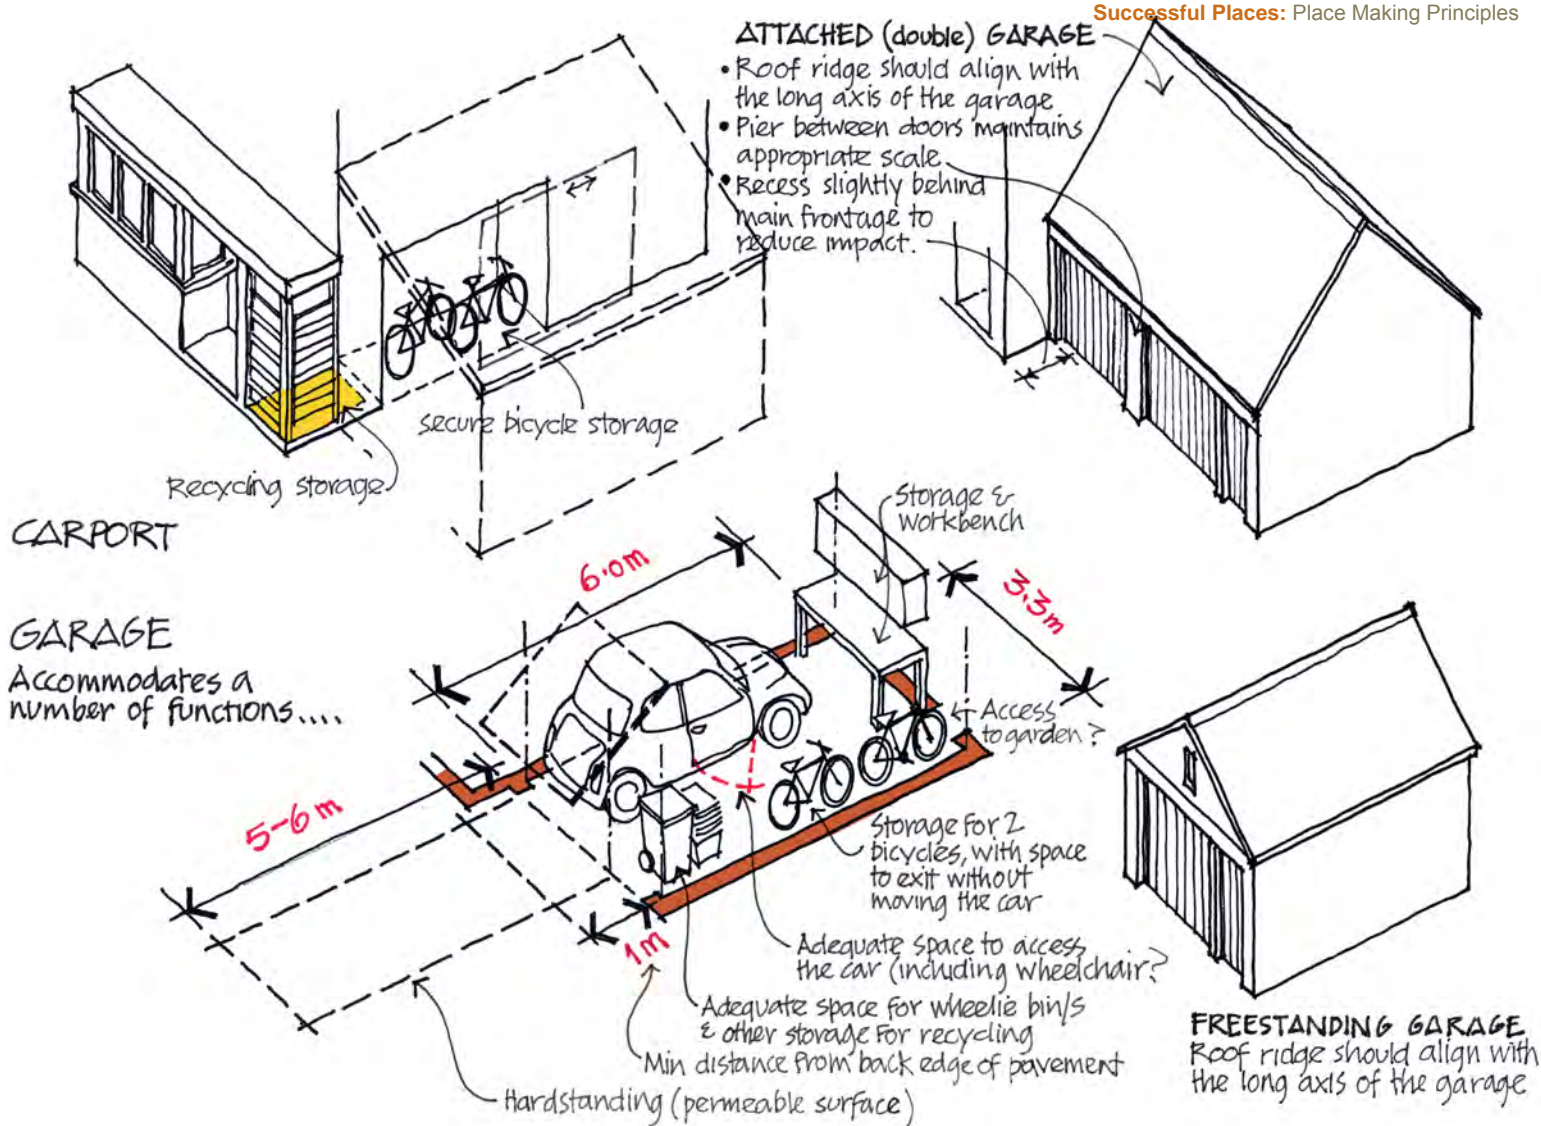 Successful Places: Place Making Principles
ATTACHED (double) GARAGE
• Roof ridge should align with
the long axis of the garage
• Pier between doors maintains
appropriate scale
• Recess slightly behind
main frontage to
reduce impact.
secure bicycle storage
Recycling storage
CARPORT
Storage &
workbench
6.0m
3.3m
GARAGE
Accommodates a
number of functions....
Access
to garden?
5-6m
Storage for 2
bicycles, with space
to exit without
moving the car
1m
Adequate space to access
the car (including wheelchair?
Adequate space for wheelie bin/s
& other storage for recycling
Min distance from back edge of pavement
Hardstanding (permeable surface)
FREESTANDING GARAGE
Roof ridge should align with
the long axis of the garage